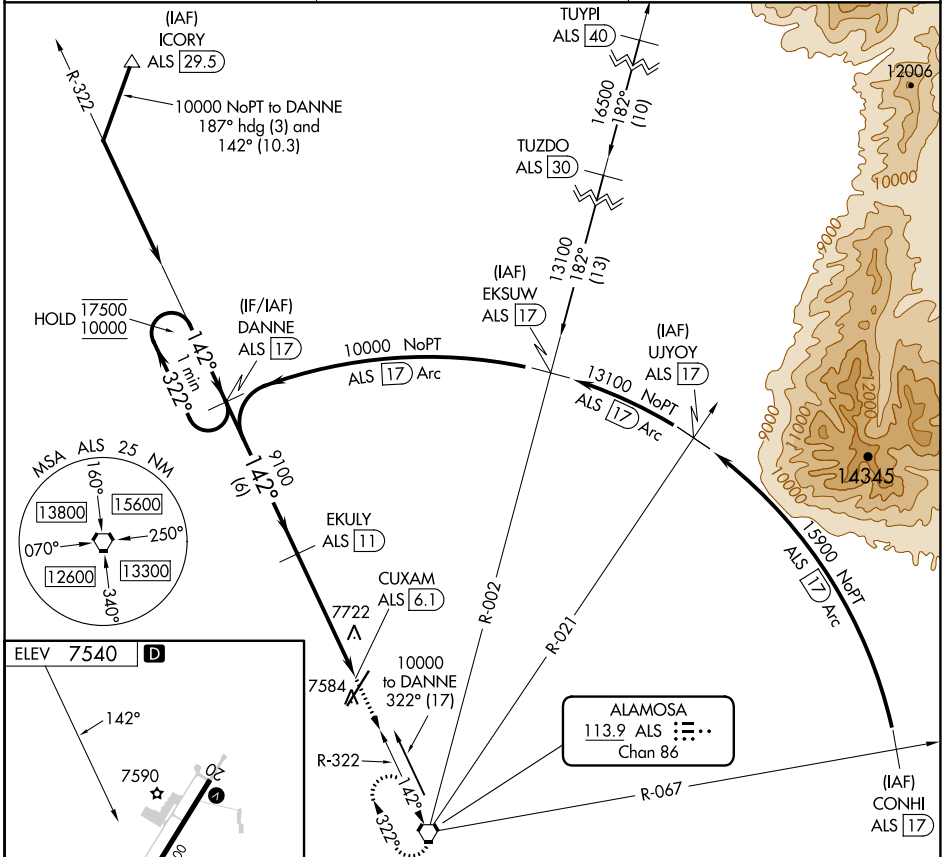 (IAF)
ICORY
ALS 29.5
R-322
10000 NoPT to DANNE
187° hdg (3) and
142° (10.3)
TUYPI
ALS 40
16500
182°
(10)
TUZDO
ALS 30
13100
182°
(13)
12006
10000
9000
HOLD 17500
10000
142°
1 min
322°
(IF/IAF)
DANNE
ALS 17
10000 NoPT
ALS 17 Arc
(IAF)
EKSUW
ALS 17
13100 NoPT
ALS 17 Arc
(IAF)
UJYOY
ALS 17
9000
10000
11000
12000
14345
15900 NoPT
ALS 17 Arc
9100
142°
(6)
EKULY
ALS 11
MSA ALS 25 NM
160°
13800
15600
070°
250°
12600
13300
340°
CUXAM
ALS 6.1
7722
7584
10000
to DANNE
322° (17)
R-322
142°
322°
R-002
R-021
R-067
ALAMOSA
113.9 ALS
Chan 86
(IAF)
CONHI
ALS 17
ELEV 7540 D
142°
7590
20
V